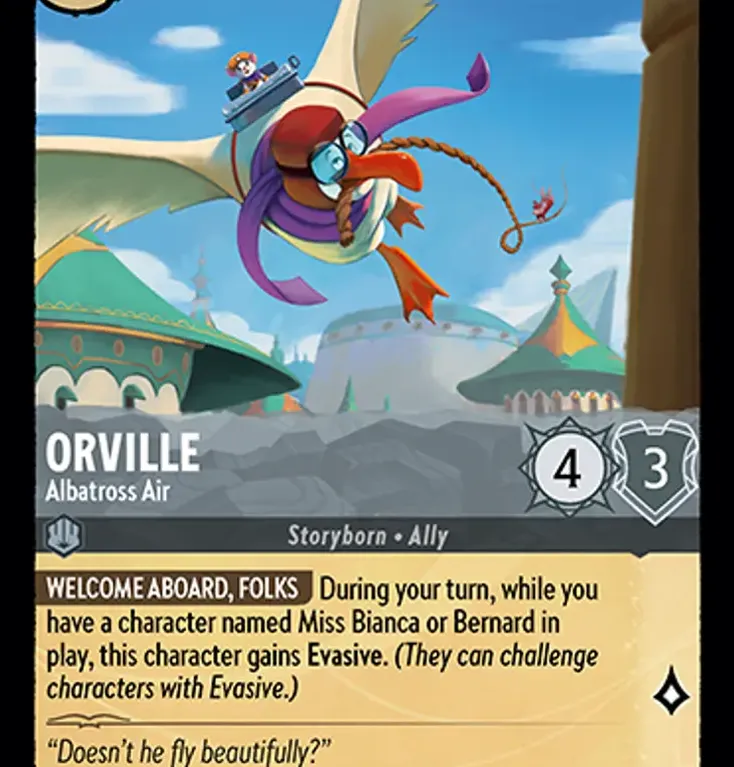 ORVILLE
Albatross Air
4
3
Storyborn • Ally
WELCOME ABOARD, FOLKS During your turn, while you
have a character named Miss Bianca or Bernard in
play, this character gains Evasive. (They can challenge
characters with Evasive.)
“Doesn’t he fly beautifully?”